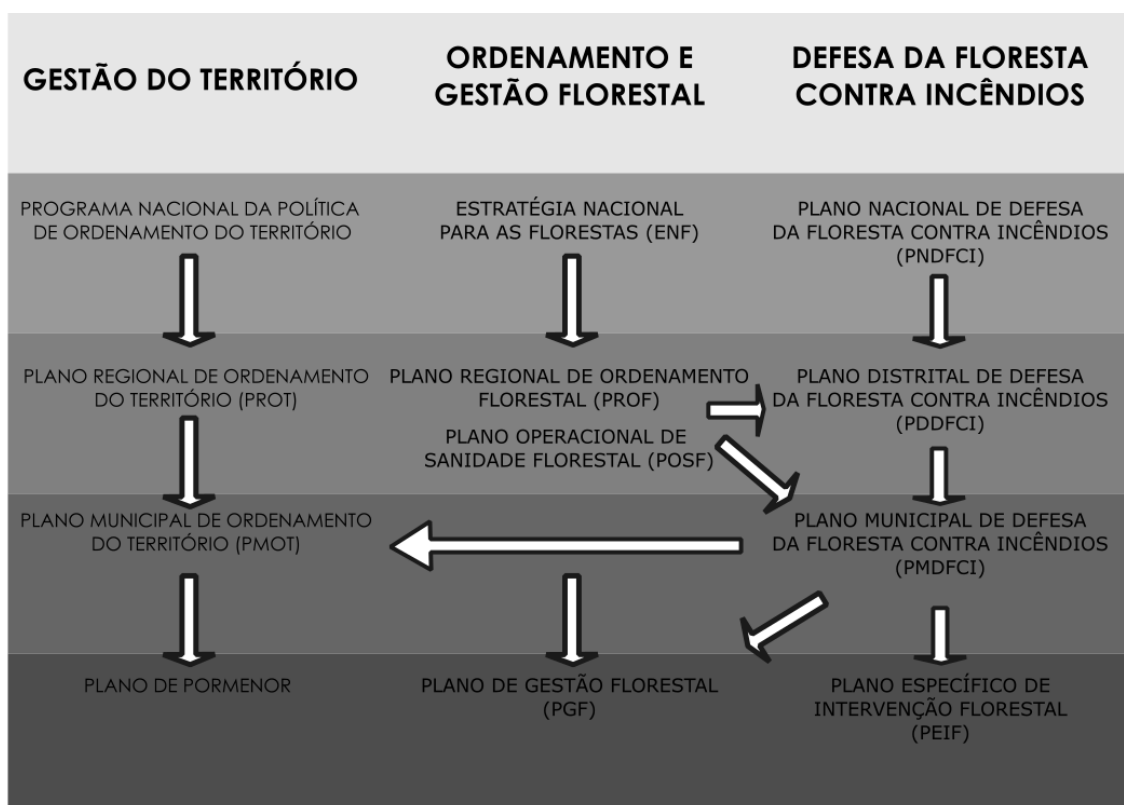 GESTÃO DO TERRITÓRIO
ORDENAMENTO E
GESTÃO FLORESTAL
DEFESA DA FLORESTA
CONTRA INCÊNDIOS
PROGRAMA NACIONAL DA POLÍTICA
DE ORDENAMENTO DO TERRITÓRIO
ESTRATÉGIA NACIONAL
PARA AS FLORESTAS (ENF)
PLANO NACIONAL DE DEFESA
DA FLORESTA CONTRA INCÊNDIOS
(PNDFCI)
PLANO REGIONAL DE ORDENAMENTO
DO TERRITÓRIO (PROT)
PLANO REGIONAL DE ORDENAMENTO
FLORESTAL (PROF)
PLANO OPERACIONAL DE
SANIDADE FLORESTAL (POSF)
PLANO DISTRITAL DE DEFESA
DA FLORESTA CONTRA INCÊNDIOS
(PDDFCI)
PLANO MUNICIPAL DE ORDENAMENTO
DO TERRITÓRIO (PMOT)
PLANO MUNICIPAL DE DEFESA
DA FLORESTA CONTRA INCÊNDIOS
(PMDFCI)
PLANO DE PORMENOR
PLANO DE GESTÃO FLORESTAL
(PGF)
PLANO ESPECÍFICO DE
INTERVENÇÃO FLORESTAL
(PEIF)